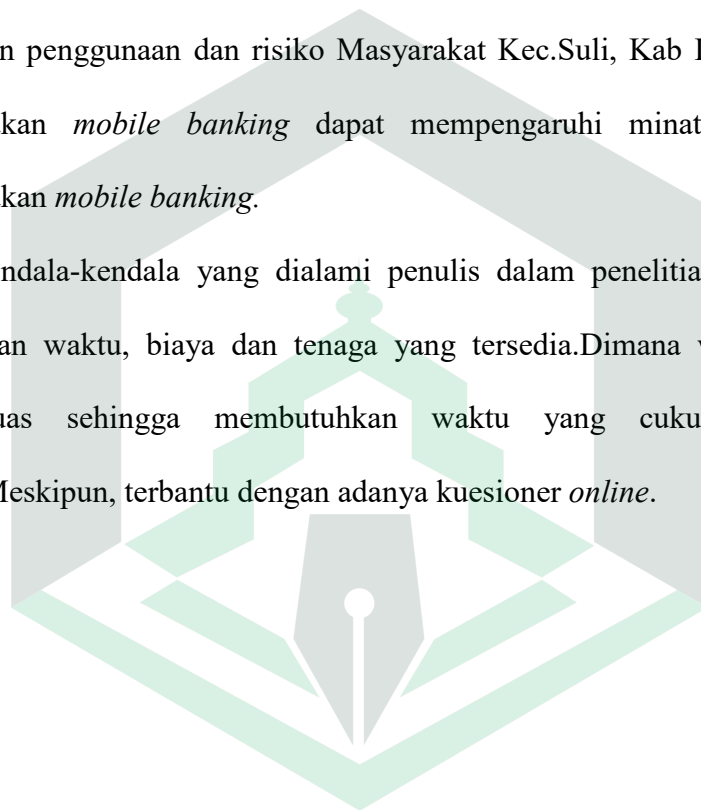 n penggunaan dan risiko Masyarakat Kec.Suli, Kab
kan mobile banking dapat mempengaruhi minat
kan mobile banking.
ndala-kendala yang dialami penulis dalam penelitia
an waktu, biaya dan tenaga yang tersedia.Dimana
uas sehingga membutuhkan waktu yang cuku
Meskipun, terbantu dengan adanya kuesioner online.